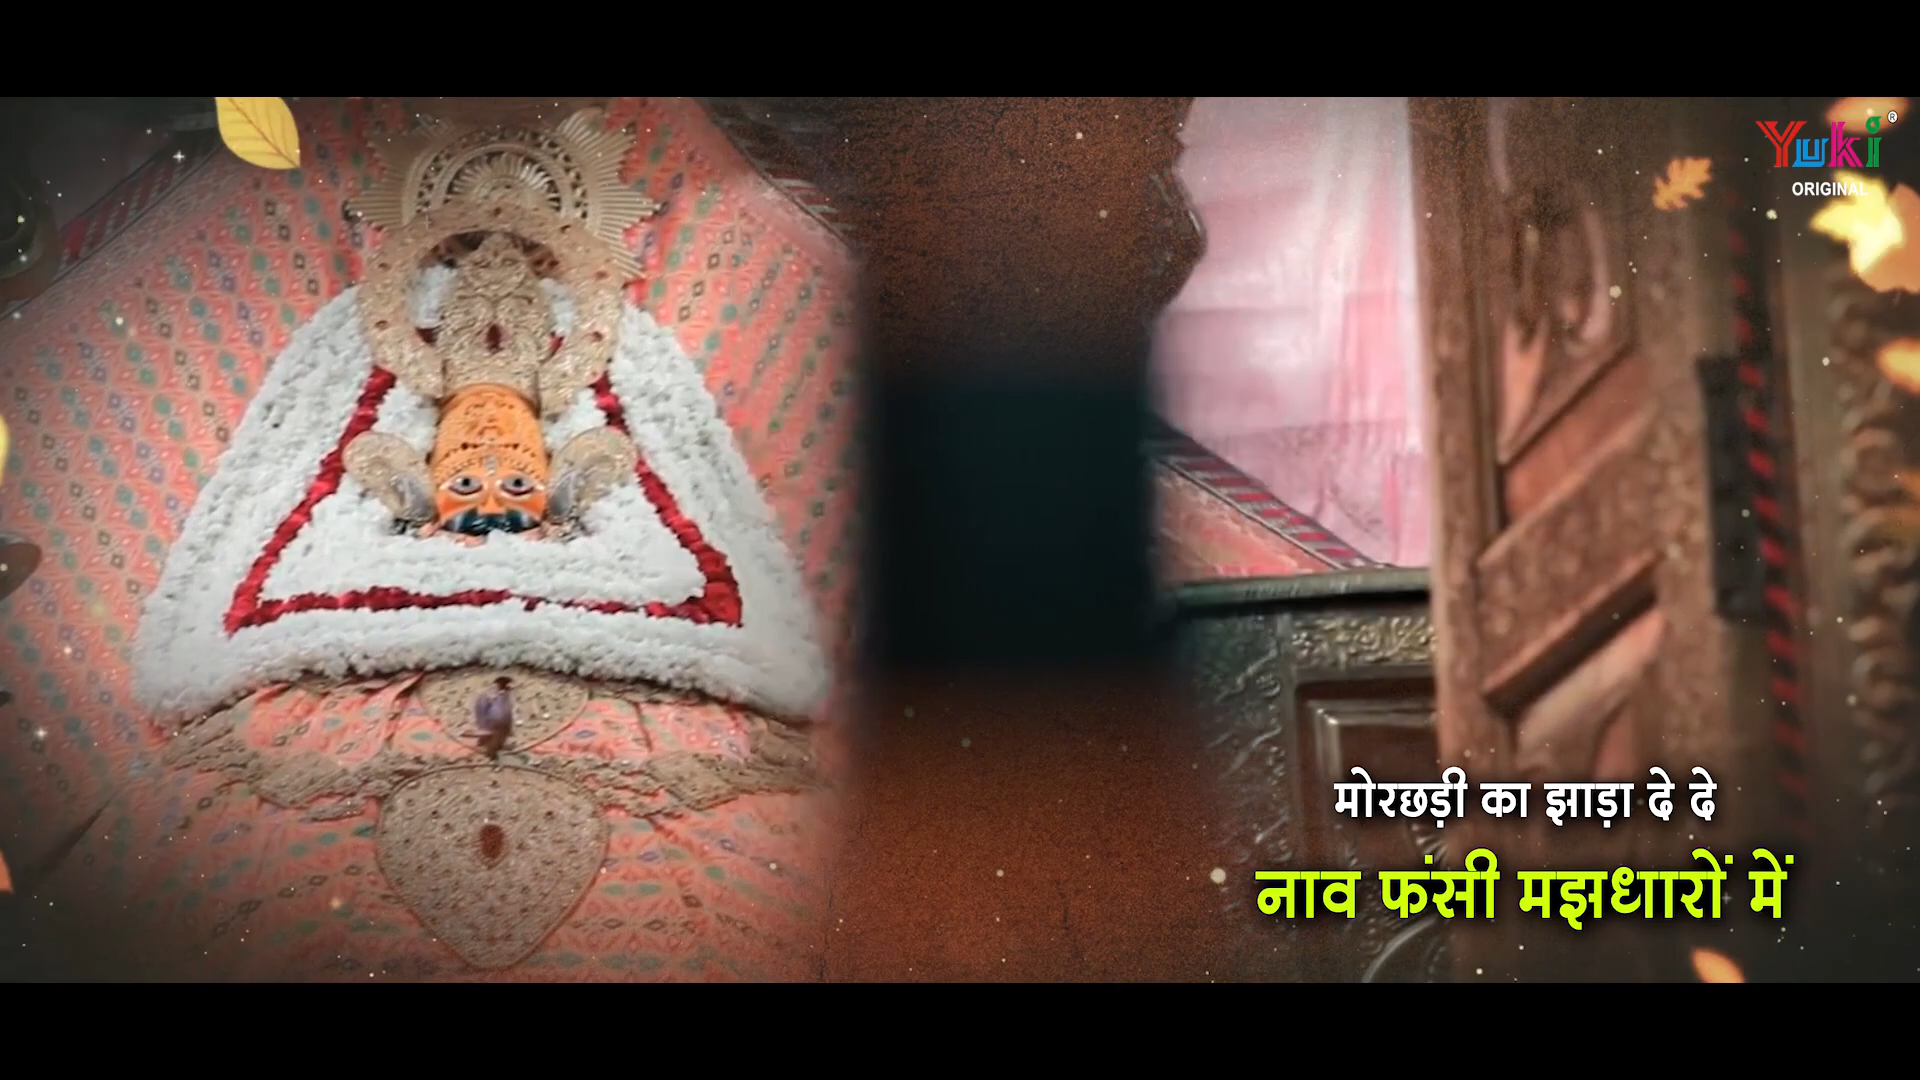 Yuki®
ORIGINAL
मोरछड़ी का झाड़ा दे दे
नाव फंसी मझधारों में